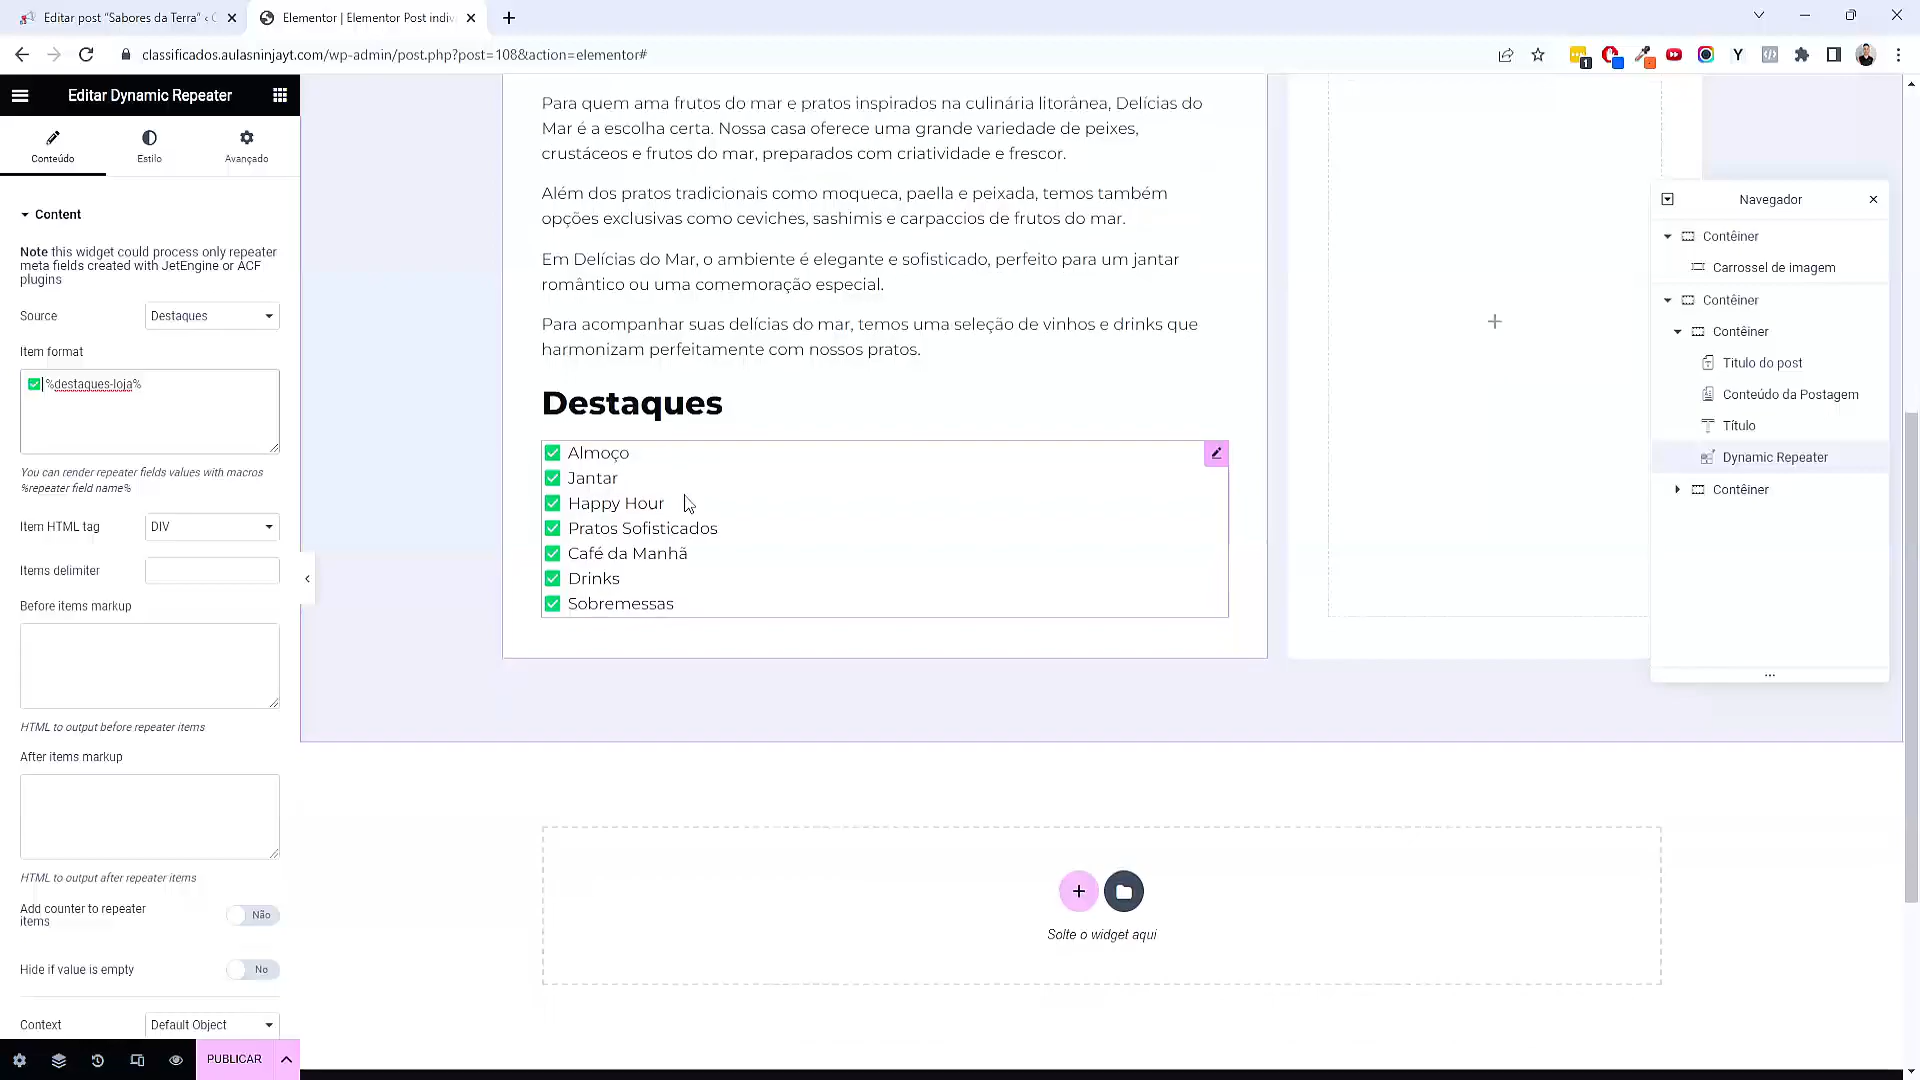 Editar post “Sabores da Terra” ‹ C
Elementor | Elementor Post indiv
classificados.aulasninjayt.com/wp-admin/post.php?post=108&action=elementor#
1
Y
Editar Dynamic Repeater
Conteúdo
Estilo
Avançado
Content
Note this widget could process only repeater
meta fields created with JetEngine or ACF
plugins
Source
Destaques
Item format
✅ %destaques-loja%
You can render repeater fields values with macros
%repeater field name%
Item HTML tag
DIV
Items delimiter
Before items markup
HTML to output before repeater items
After items markup
HTML to output after repeater items
Add counter to repeater
items
Não
Hide if value is empty
No
Context
Default Object
PUBLICAR
Para quem ama frutos do mar e pratos inspirados na culinária litorânea, Delícias do
Mar é a escolha certa. Nossa casa oferece uma grande variedade de peixes,
crustáceos e frutos do mar, preparados com criatividade e frescor.
Além dos pratos tradicionais como moqueca, paella e peixada, temos também
opções exclusivas como ceviches, sashimis e carpaccios de frutos do mar.
Em Delícias do Mar, o ambiente é elegante e sofisticado, perfeito para um jantar
romântico ou uma comemoração especial.
Para acompanhar suas delícias do mar, temos uma seleção de vinhos e drinks que
harmonizam perfeitamente com nossos pratos.
Destaques
✅ Almoço
✅ Jantar
✅ Happy Hour
✅ Pratos Sofisticados
✅ Café da Manhã
✅ Drinks
✅ Sobremessas
Solte o widget aqui
Navegador
Contêiner
Carrossel de imagem
Contêiner
Contêiner
Título do post
Conteúdo da Postagem
Título
Dynamic Repeater
Contêiner